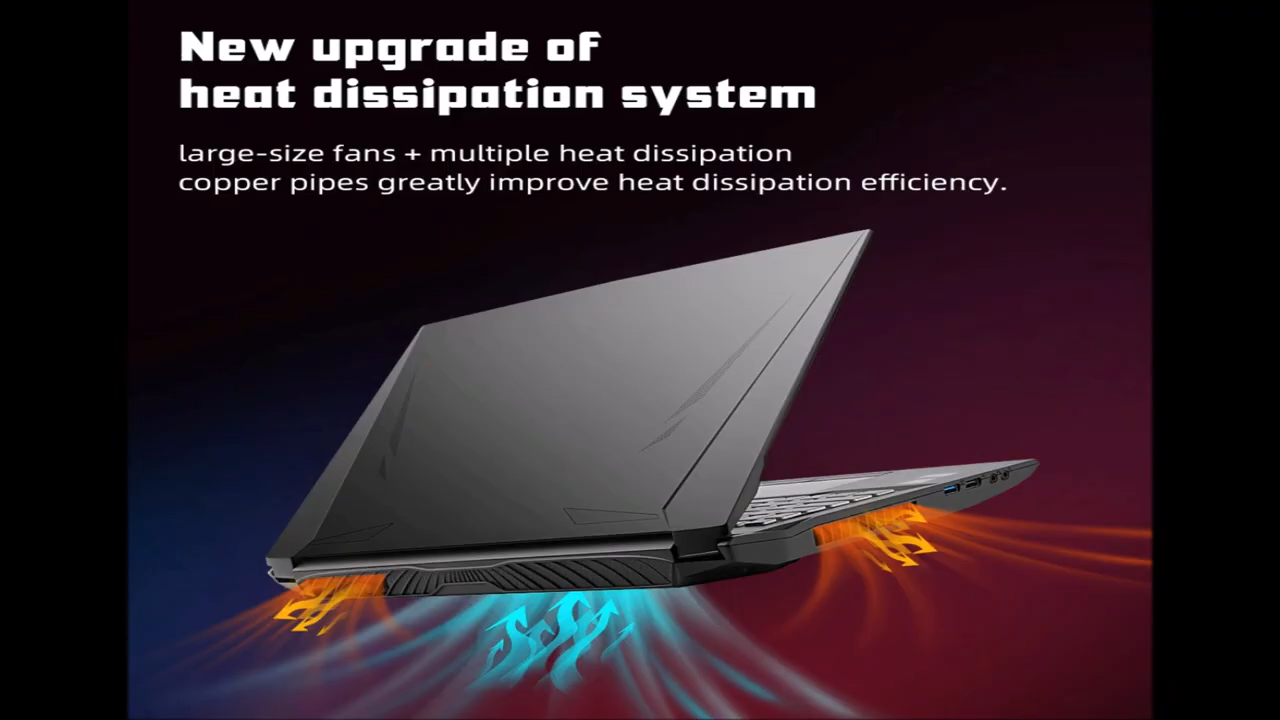 New upgrade of
heat dissipation system
large-size fans + multiple heat dissipation
copper pipes greatly improve heat dissipation efficiency.